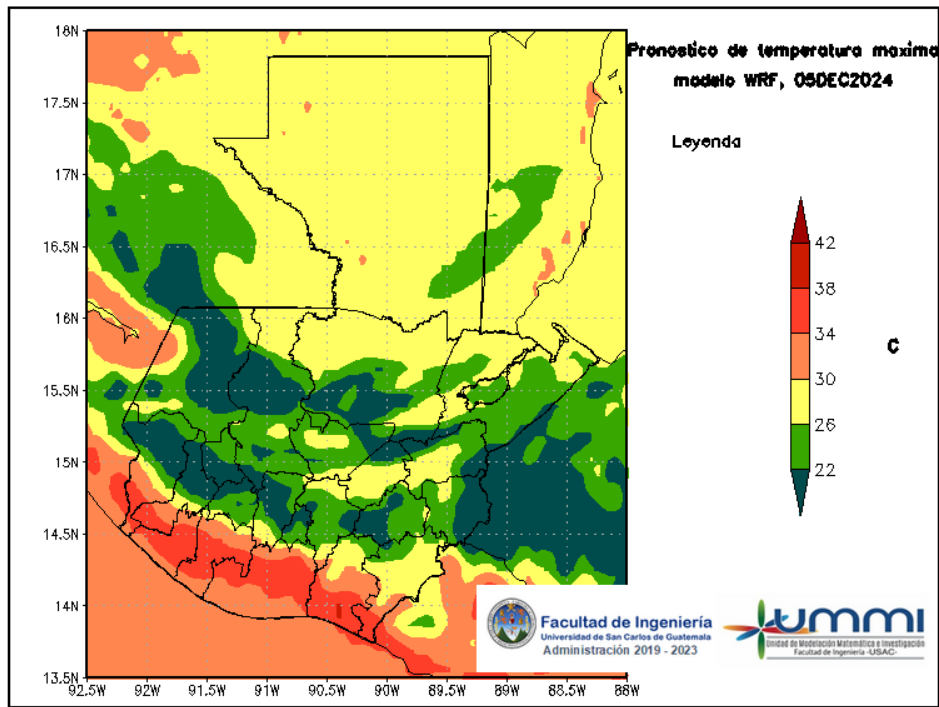 Pronostico de temperatura maxima
modelo WRF, 05DEC2024
Leyenda
42
38
34
30
26
22
C
18N
17.5N
17N
16.5N
16N
15.5N
15N
14.5N
14N
13.5N
92.5W
92W
91.5W
91W
90.5W
90W
89.5W
89W
88.5W
88W
Facultad de Ingeniería
Universidad de San Carlos de Guatemala
Administración 2019 - 2023
ummi
Unidad de Modelación Matemática e Investigación
Facultad de Ingeniería -USAC-